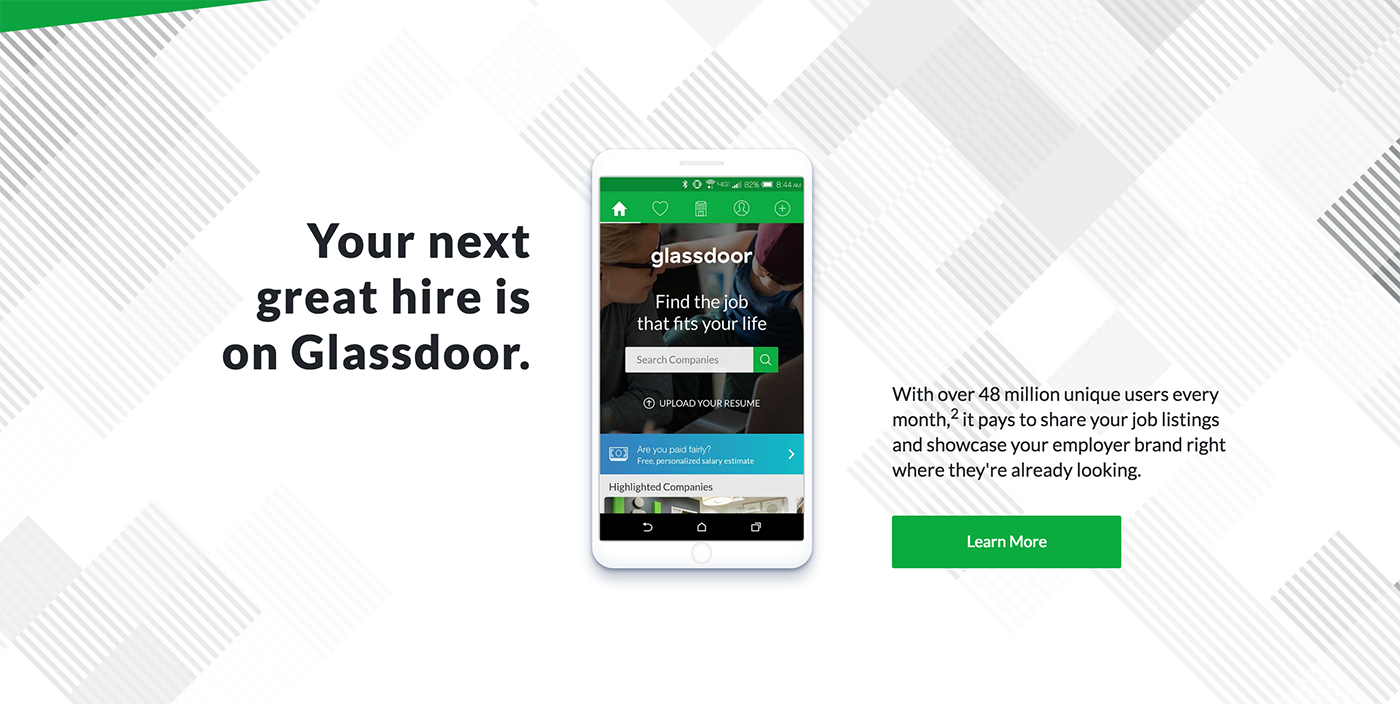 Your next
great hire is
on Glassdoor.
4G 82% 8:44 AM
glassdoor
Find the job
that fits your life
Search Companies
UPLOAD YOUR RESUME
Are you paid fairly?
Free, personalized salary estimate
Highlighted Companies
With over 48 million unique users every
month,2 it pays to share your job listings
and showcase your employer brand right
where they're already looking.
Learn More